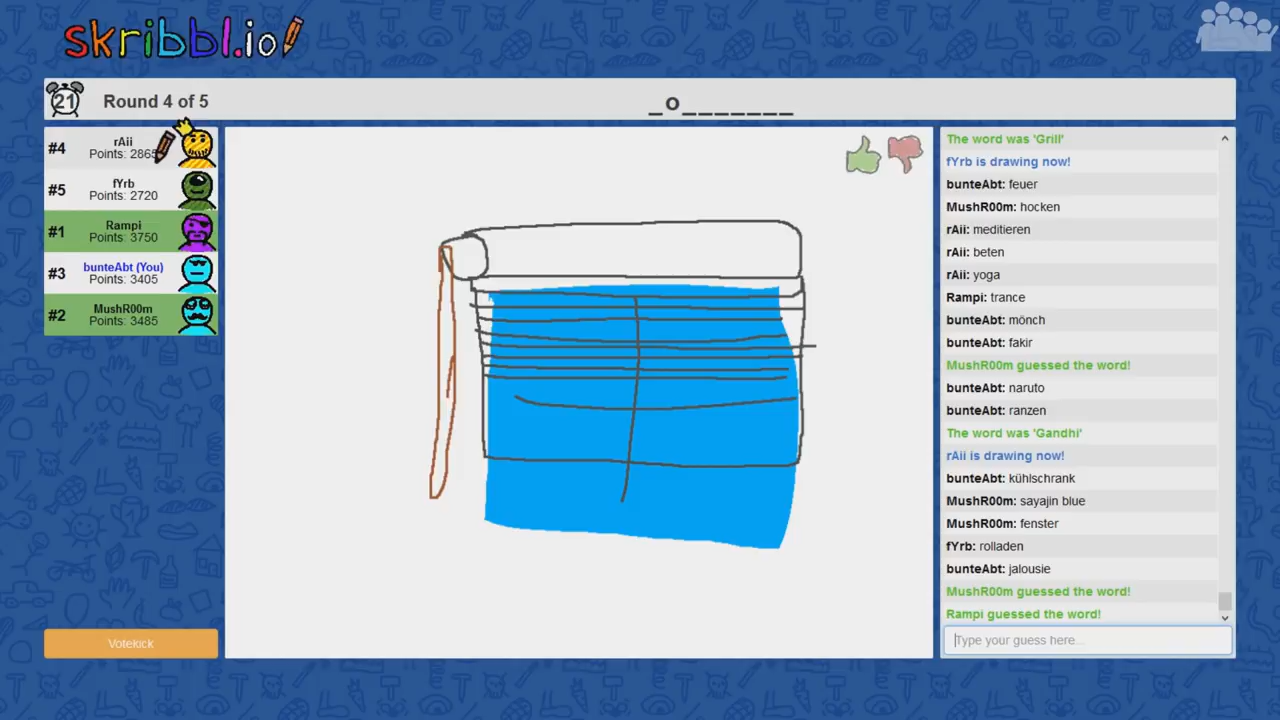 skribbl.io
21
Round 4 of 5
_o_______
#4
rAii
Points: 2865
#5
fYrb
Points: 2720
#1
Rampi
Points: 3750
#3
bunteAbt (You)
Points: 3405
#2
MushR00m
Points: 3485
Votekick
The word was 'Grill'
fYrb is drawing now!
bunteAbt: feuer
MushR00m: hocken
rAii: meditieren
rAii: beten
rAii: yoga
Rampi: trance
bunteAbt: mönch
bunteAbt: fakir
MushR00m guessed the word!
bunteAbt: naruto
bunteAbt: ranzen
The word was 'Gandhi'
rAii is drawing now!
bunteAbt: kühlschrank
MushR00m: sayajin blue
MushR00m: fenster
fYrb: rolladen
bunteAbt: jalousie
MushR00m guessed the word!
Rampi guessed the word!
Type your guess here...